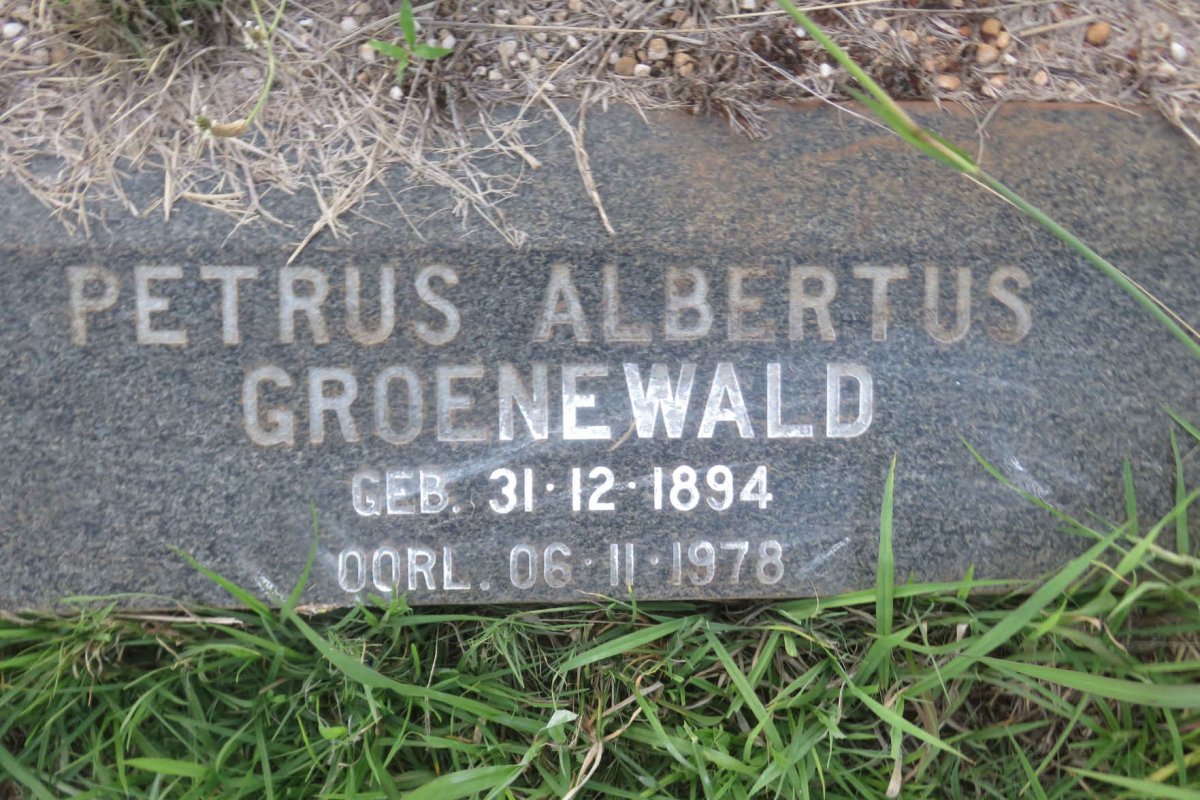 PETRUS ALBERTUS
GROENEWALD
GEB. 31·12·1894
OORL. 06·11·1978